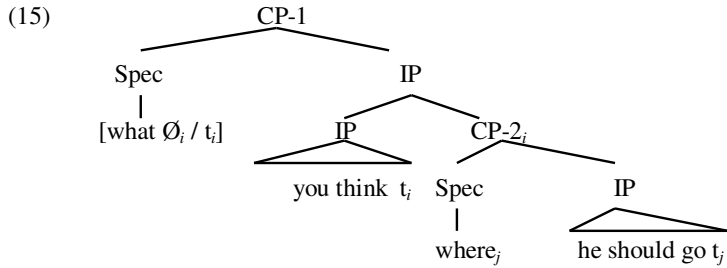 (15) CP-1
Spec IP
[what Ø_i / t_i] IP CP-2_i
you think t_i Spec IP
where_j he should go t_j